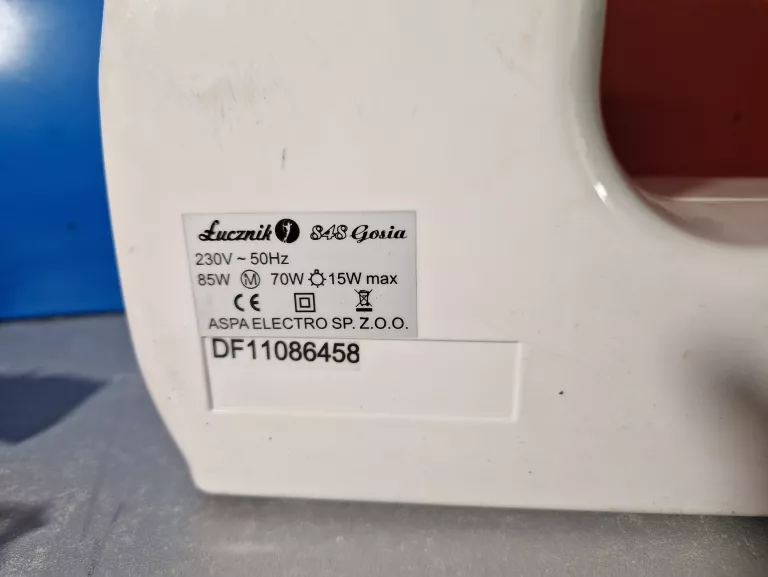 Łucznik 848 Gosia
230V ~ 50Hz
85W M 70W 15W max
CE
ASPA ELECTRO SP. Z.O.O.
DF11086458